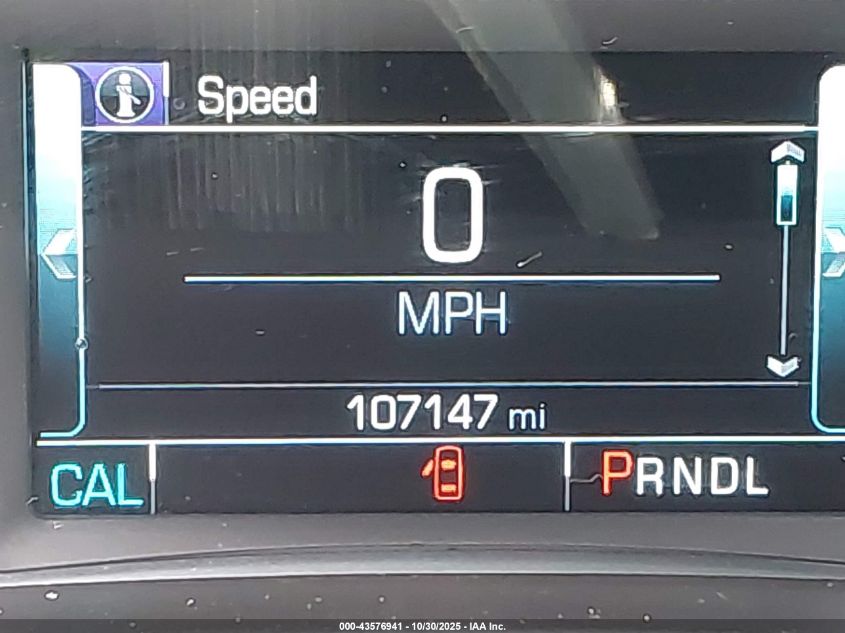 Speed
0
MPH
107147 mi
CAL
PRNDL
000-43576941 - 10/30/2025 - IAA Inc.